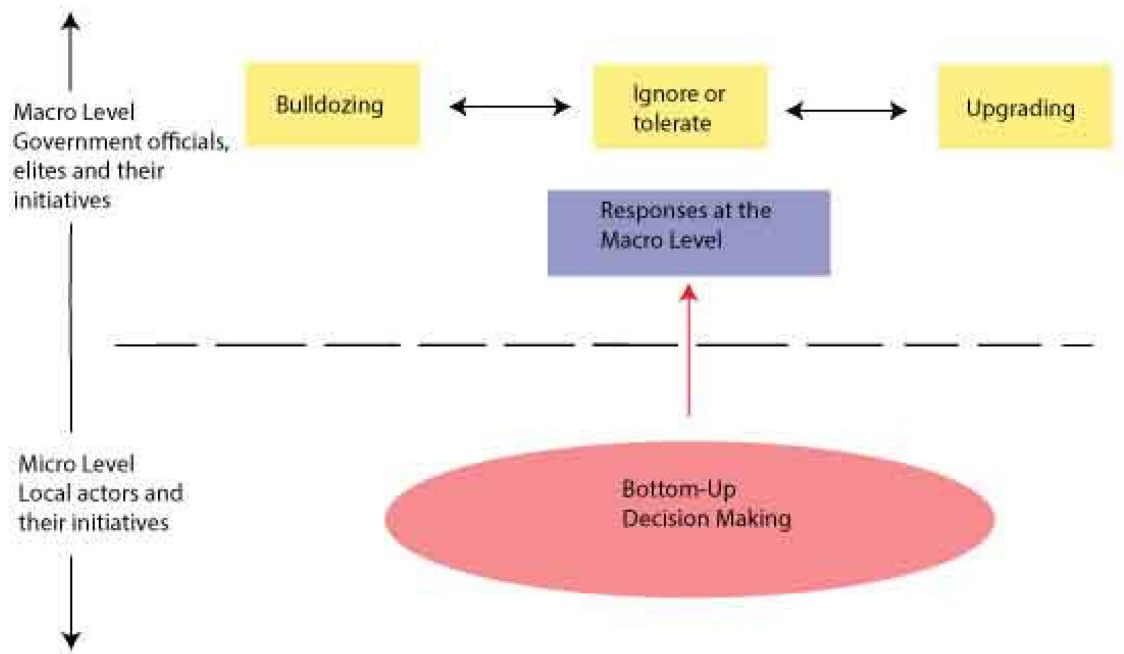 Macro Level
Government officials,
elites and their
initiatives
Bulldozing
Ignore or
tolerate
Upgrading
Responses at the
Macro Level
Micro Level
Local actors and
their initiatives
Bottom-Up
Decision Making